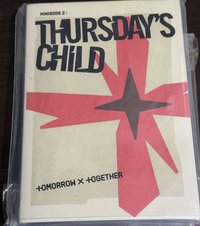 MINISODE 2:
THURSDAY'S
CHILD
TOMORROW X TOGETHER